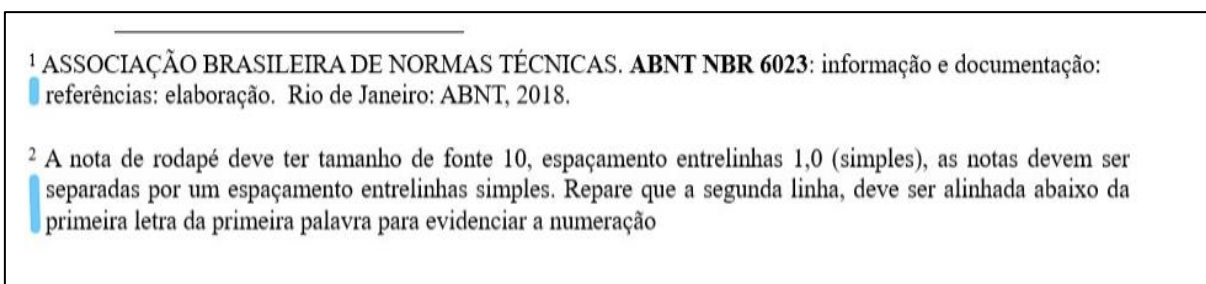 ¹ ASSOCIAÇÃO BRASILEIRA DE NORMAS TÉCNICAS. ABNT NBR 6023: informação e documentação:
referências: elaboração. Rio de Janeiro: ABNT, 2018.
² A nota de rodapé deve ter tamanho de fonte 10, espaçamento entrelinhas 1,0 (simples), as notas devem ser
separadas por um espaçamento entrelinhas simples. Repare que a segunda linha, deve ser alinhada abaixo da
primeira letra da primeira palavra para evidenciar a numeração